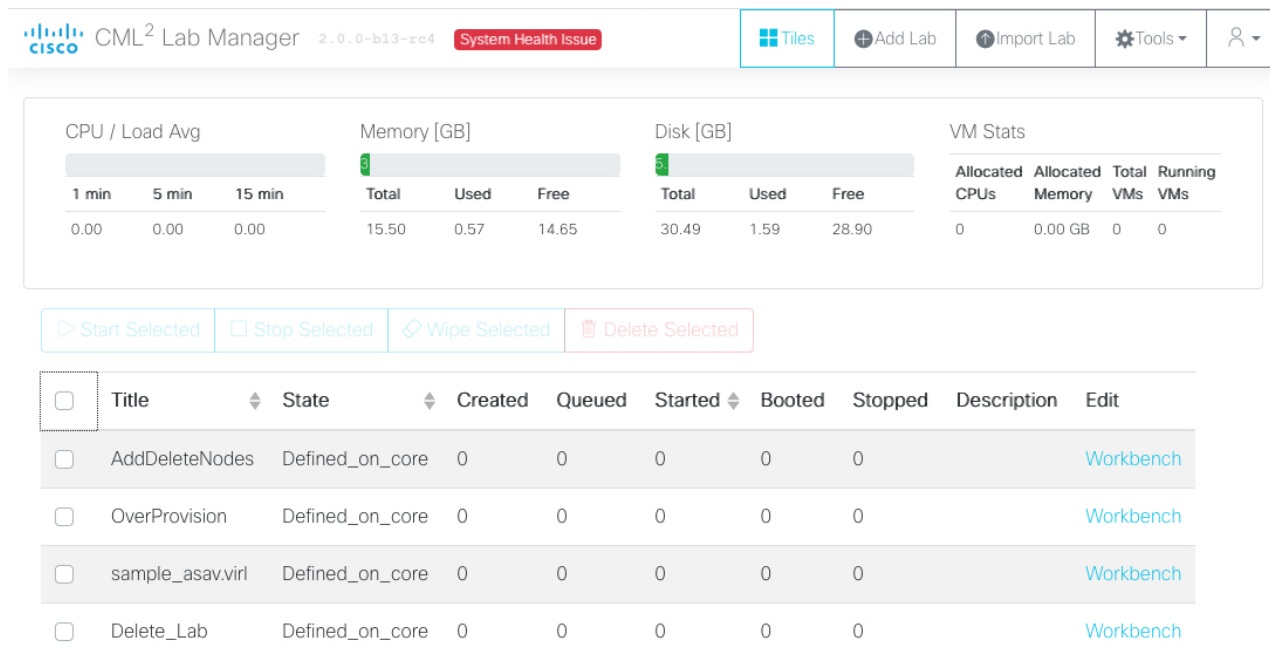 CISCO CML2 Lab Manager 2.0.0-b13-rc4 System Health Issue Tiles Add Lab Import Lab Tools
CPU / Load Avg Memory [GB] Disk [GB] VM Stats
3 5.
Allocated CPUs Allocated Memory Total VMs Running VMs
1 min 5 min 15 min Total Used Free Total Used Free
0.00 0.00 0.00 15.50 0.57 14.65 30.49 1.59 28.90 0 0.00 GB 0 0
Start Selected Stop Selected Wipe Selected Delete Selected
Title State Created Queued Started Booted Stopped Description Edit
AddDeleteNodes Defined_on_core 0 0 0 0 0 Workbench
OverProvision Defined_on_core 0 0 0 0 0 Workbench
sample_asav.virl Defined_on_core 0 0 0 0 0 Workbench
Delete_Lab Defined_on_core 0 0 0 0 0 Workbench